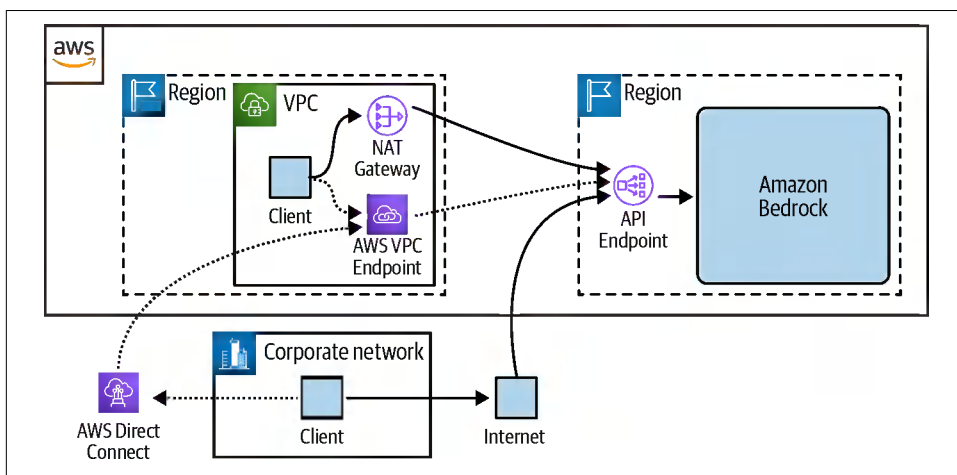 aws
Region
VPC
NAT
Gateway
Client
AWS VPC
Endpoint
Region
API
Endpoint
Amazon
Bedrock
Corporate network
Client
AWS Direct
Connect
Internet